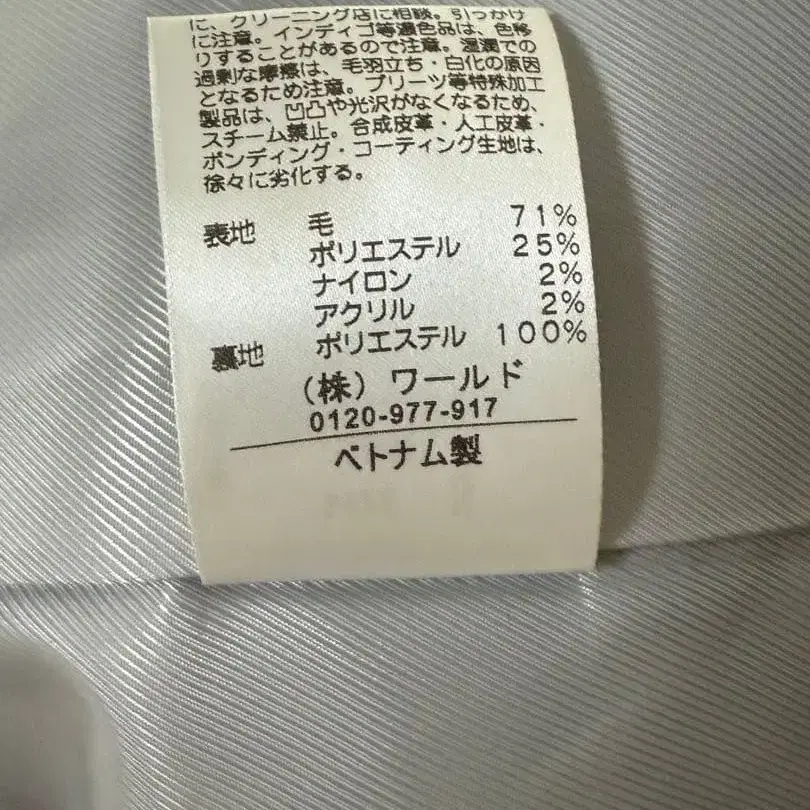 に、クリーニング店に相談。引っかけ
に注意。インディゴ等濃色品は、色移
りすることがあるので注意。湿潤での
過剰な摩擦は、毛羽立ち・白化の原因
となるため注意。プリーツ等特殊加工
製品は、凹凸や光沢がなくなるため、
スチーム禁止。合成皮革・人工皮革・
ボンディング・コーティング生地は、
徐々に劣化する。
表地 毛 71%
ポリエステル 25%
ナイロン 2%
アクリル 2%
裏地 ポリエステル 100%
(株)ワールド
0120-977-917
ベトナム製